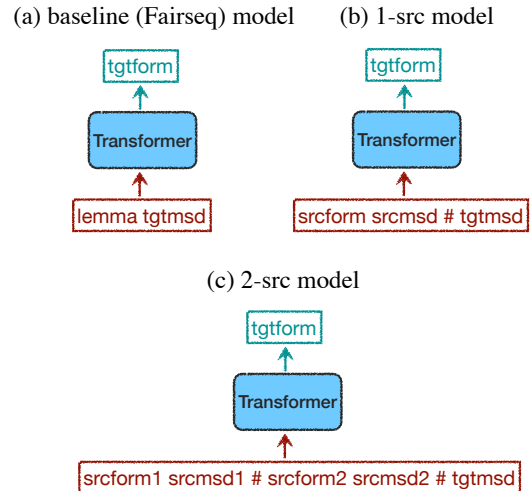 (a) baseline (Fairseq) model
tgtform
Transformer
lemma tgtmsd
(b) 1-src model
tgtform
Transformer
srcform srcmsd # tgtmsd
(c) 2-src model
tgtform
Transformer
srcform1 srcmsd1 # srcform2 srcmsd2 # tgtmsd